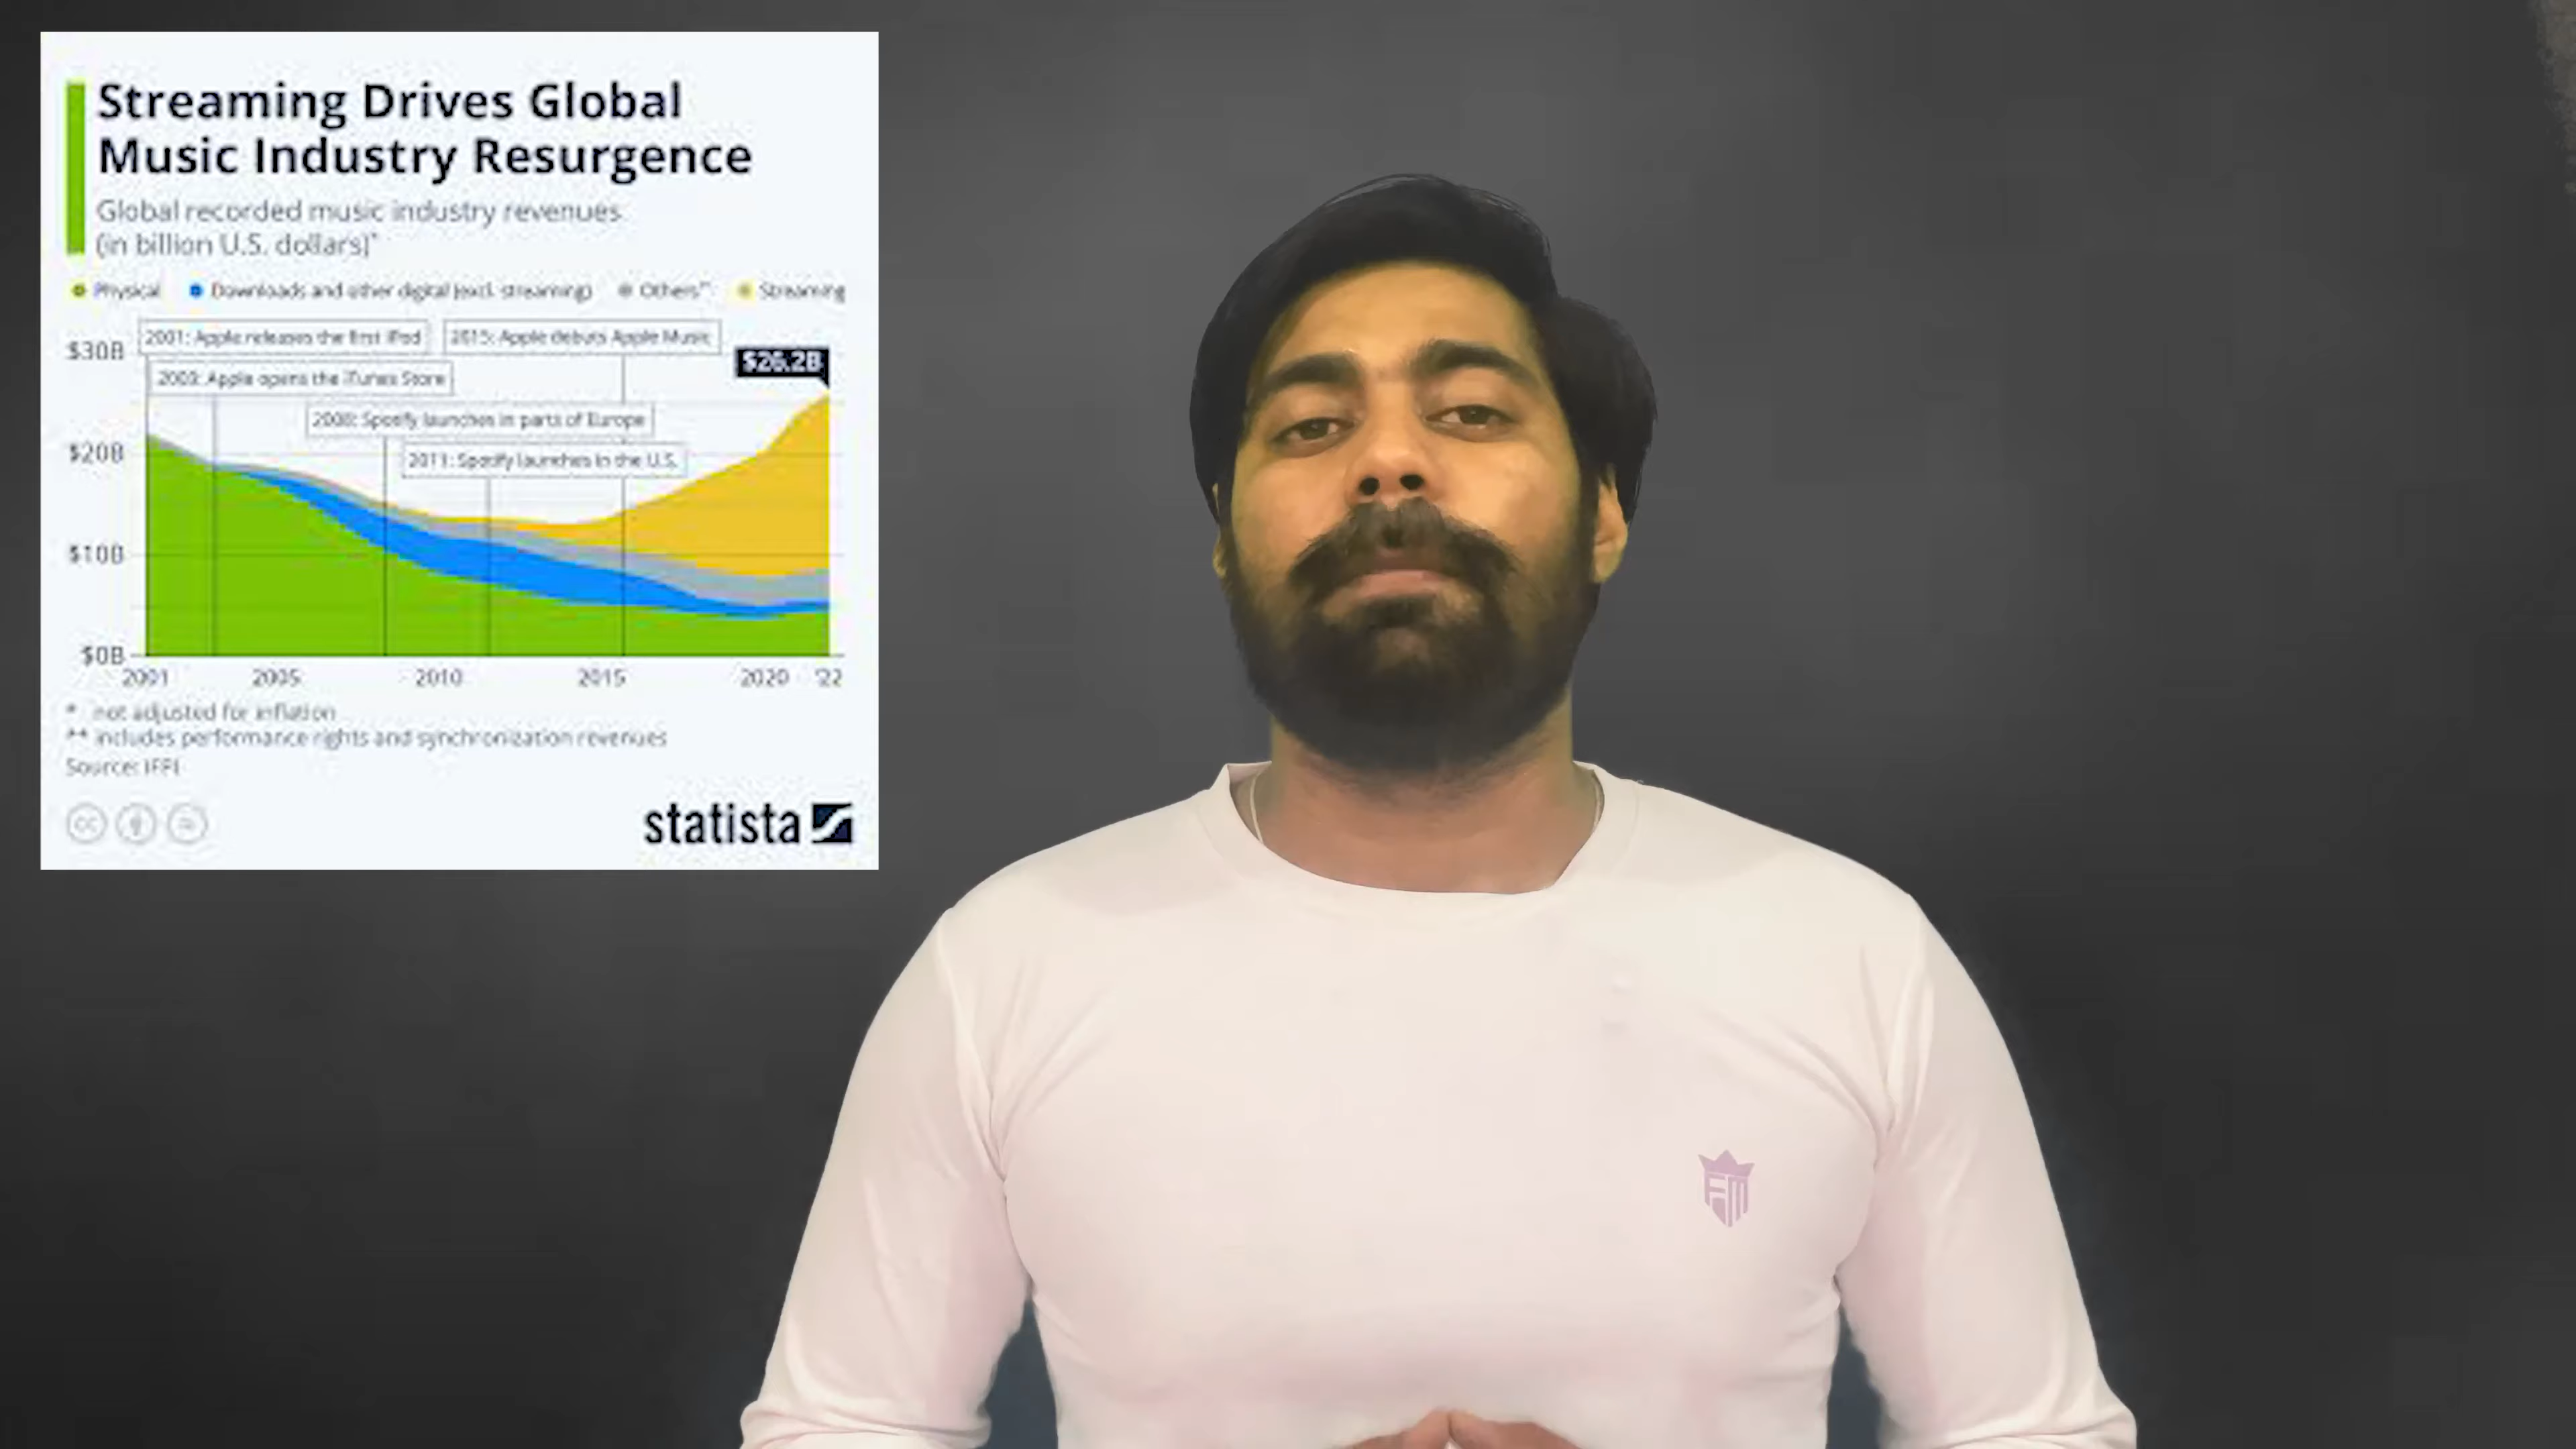 Streaming Drives Global
Music Industry Resurgence
Global recorded music industry revenues
(in billion U.S. dollars)*
Physical Downloads and other digital (excl. streaming) Others** Streaming
2001: Apple releases the first iPod 2015: Apple debuts Apple Music
$30B
$26.2B
2003: Apple opens the iTunes Store
2008: Spotify launches in parts of Europe
$20B
2011: Spotify launches in the U.S.
$10B
$0B
2001 2005 2010 2015 2020 '22
* not adjusted for inflation
** includes performance rights and synchronization revenues
Source: IFPI
cc
statista
FM